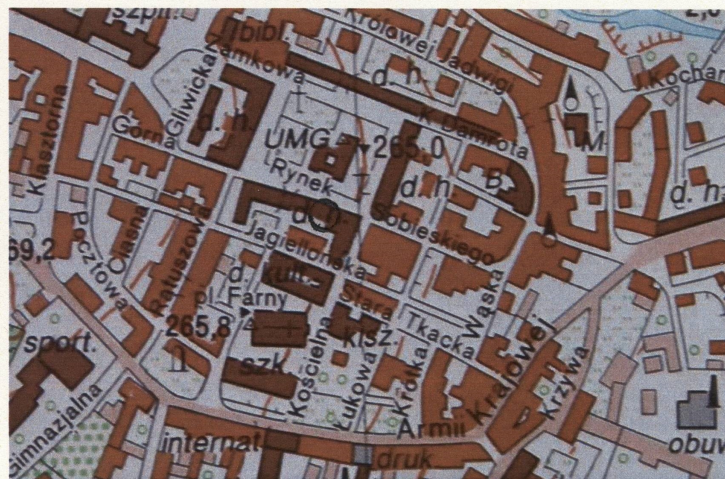 szpit.
bibl.
Zamkowa
Królowej Jadwigi
2,0
d. h.
J.Kochan
Klasztorna
Gliwicka
d. h.
Górna
UMG
Rynek
265,0
K Damrota
M
B
d. h.
d. h.
d. h.
Sobieskiego
69,2
Pocztowa
Ciasna
Ratuszowa
Jagiellońska
d. kult.
pl. Farny
265,8
Stara
Tkacka
Wąska
sport.
szk.
Kościelna
Łukowa
Krótka
Armii Krajowej
Krzywa
Gimnazjalna
internat
druk
obuw